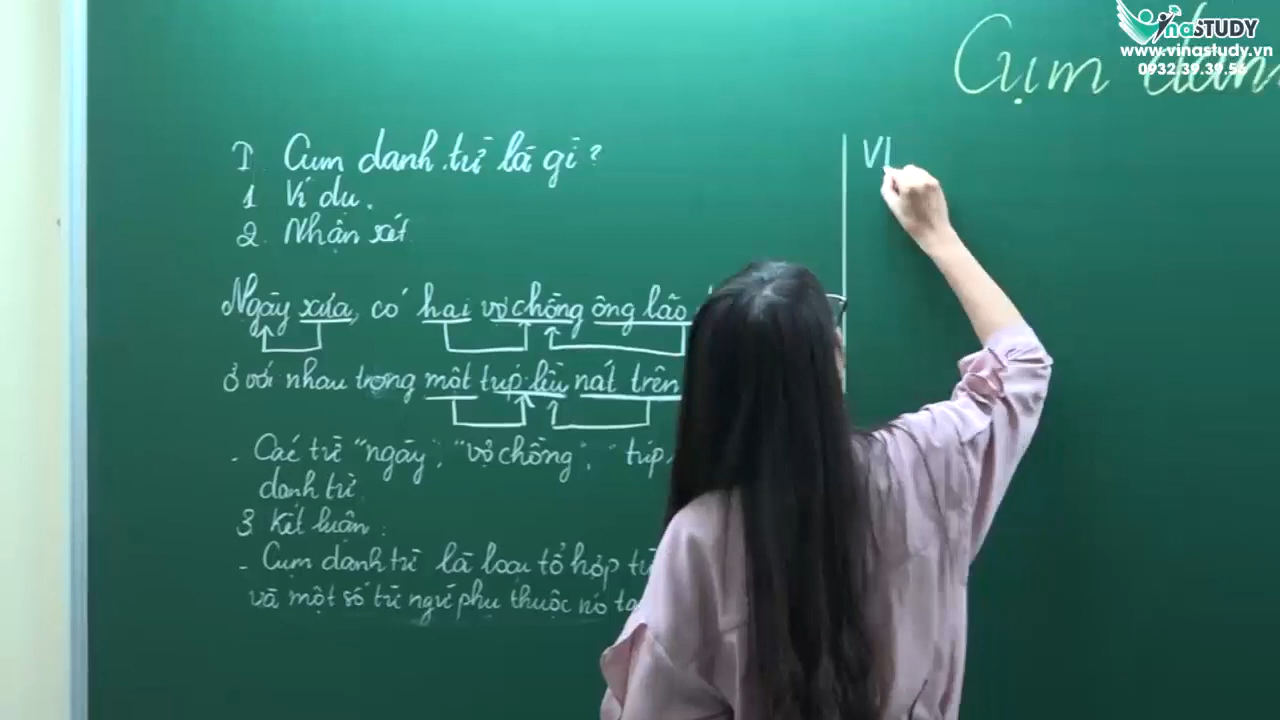 VinaSTUDY
www.vinastudy.vn
0932.39.39.56
Cụm danh
I. Cụm danh từ là gì?
1 Ví dụ.
2. Nhận xét
Ngày xưa, có hai vợ chồng ông lão
ở với nhau trong một túp lều nát trên
- Các từ "ngày", "vợ chồng", "túp
danh từ
3 Kết luận:
- Cụm danh từ là loại tổ hợp từ
và một số từ ngữ phụ thuộc nó